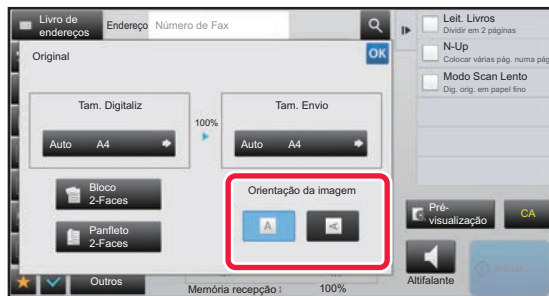 Livro de
endereços
Endereço
Número de Fax
Original
OK
Tam. Digitaliz
100%
Tam. Envio
Auto A4
Auto A4
Bloco
2-Faces
Panfleto
2-Faces
Orientação da imagem
A
A
Outros
Memória recepção
100%
Leit. Livros
Dividir em 2 páginas
N-Up
Colocar várias pág. numa pág
Modo Scan Lento
Dig. orig. em papel fino
Pré-
visualização
CA
Altifalante
Iniciar